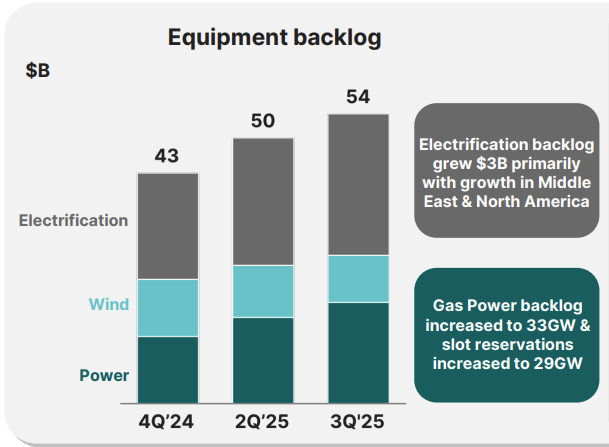 Equipment backlog
$B
43
50
54
Electrification
Wind
Power
4Q’24
2Q’25
3Q'25
Electrification backlog
grew $3B primarily
with growth in Middle
East & North America
Gas Power backlog
increased to 33GW &
slot reservations
increased to 29GW